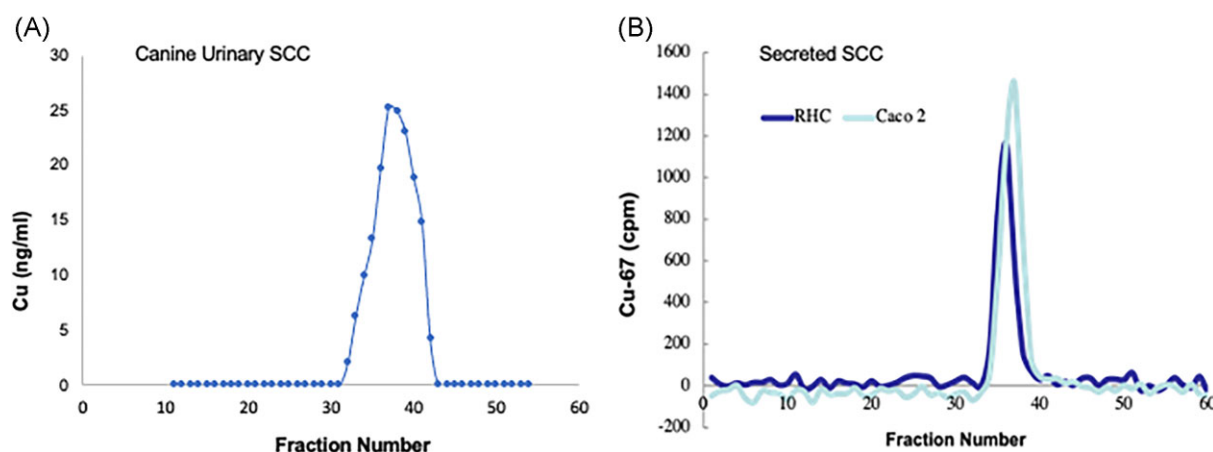 (A)
Canine Urinary SCC
30
25
20
15
10
5
0
Cu (ng/ml)
0 10 20 30 40 50 60
Fraction Number
(B)
Secreted SCC
RHC Caco 2
1600
1400
1200
1000
800
600
400
200
0
-200
Cu-67 (cpm)
0 10 20 30 40 50 60
Fraction Number